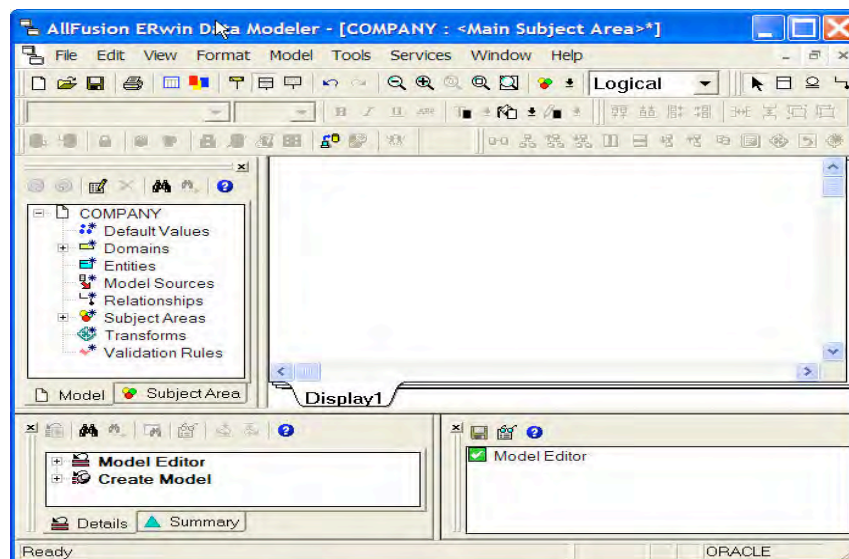 AllFusion ERwin Data Modeler - [COMPANY : <Main Subject Area>*]
File Edit View Format Model Tools Services Window Help
Logical
B I U
COMPANY
Default Values
Domains
Entities
Model Sources
Relationships
Subject Areas
Transforms
Validation Rules
Model Subject Area
Display1
Model Editor
Create Model
Details Summary
Model Editor
Ready ORACLE